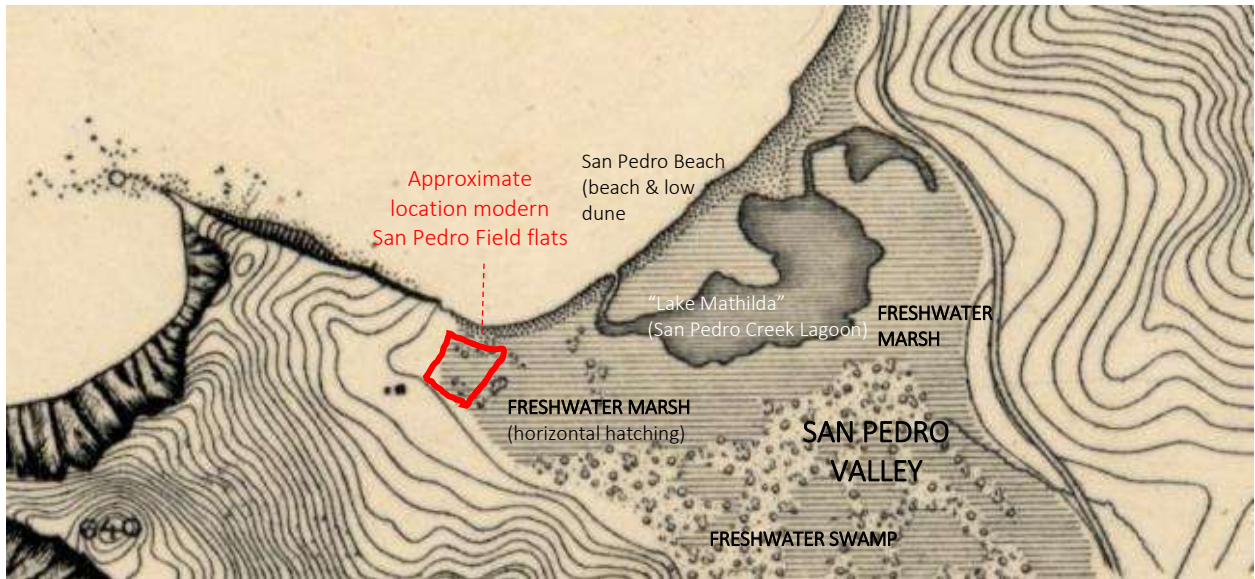 San Pedro Beach
(beach & low
dune
Approximate
location modern
San Pedro Field flats
"Lake Mathilda"
(San Pedro Creek Lagoon)
FRESHWATER
MARSH
FRESHWATER MARSH
(horizontal hatching)
SAN PEDRO
VALLEY
640
FRESHWATER SWAMP